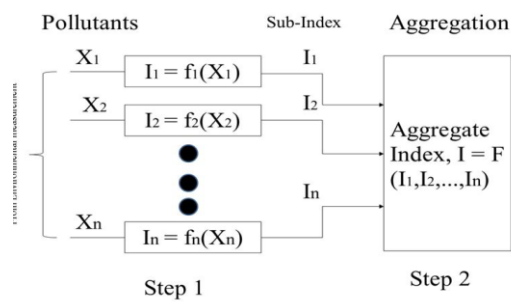 Pollutants
Sub-Index
Aggregation
X1
I1 = f1(X1)
I1
X2
I2 = f2(X2)
I2
Aggregate
Index, I = F
(I1,I2,...,In)
Xn
In = fn(Xn)
In
Step 1
Step 2